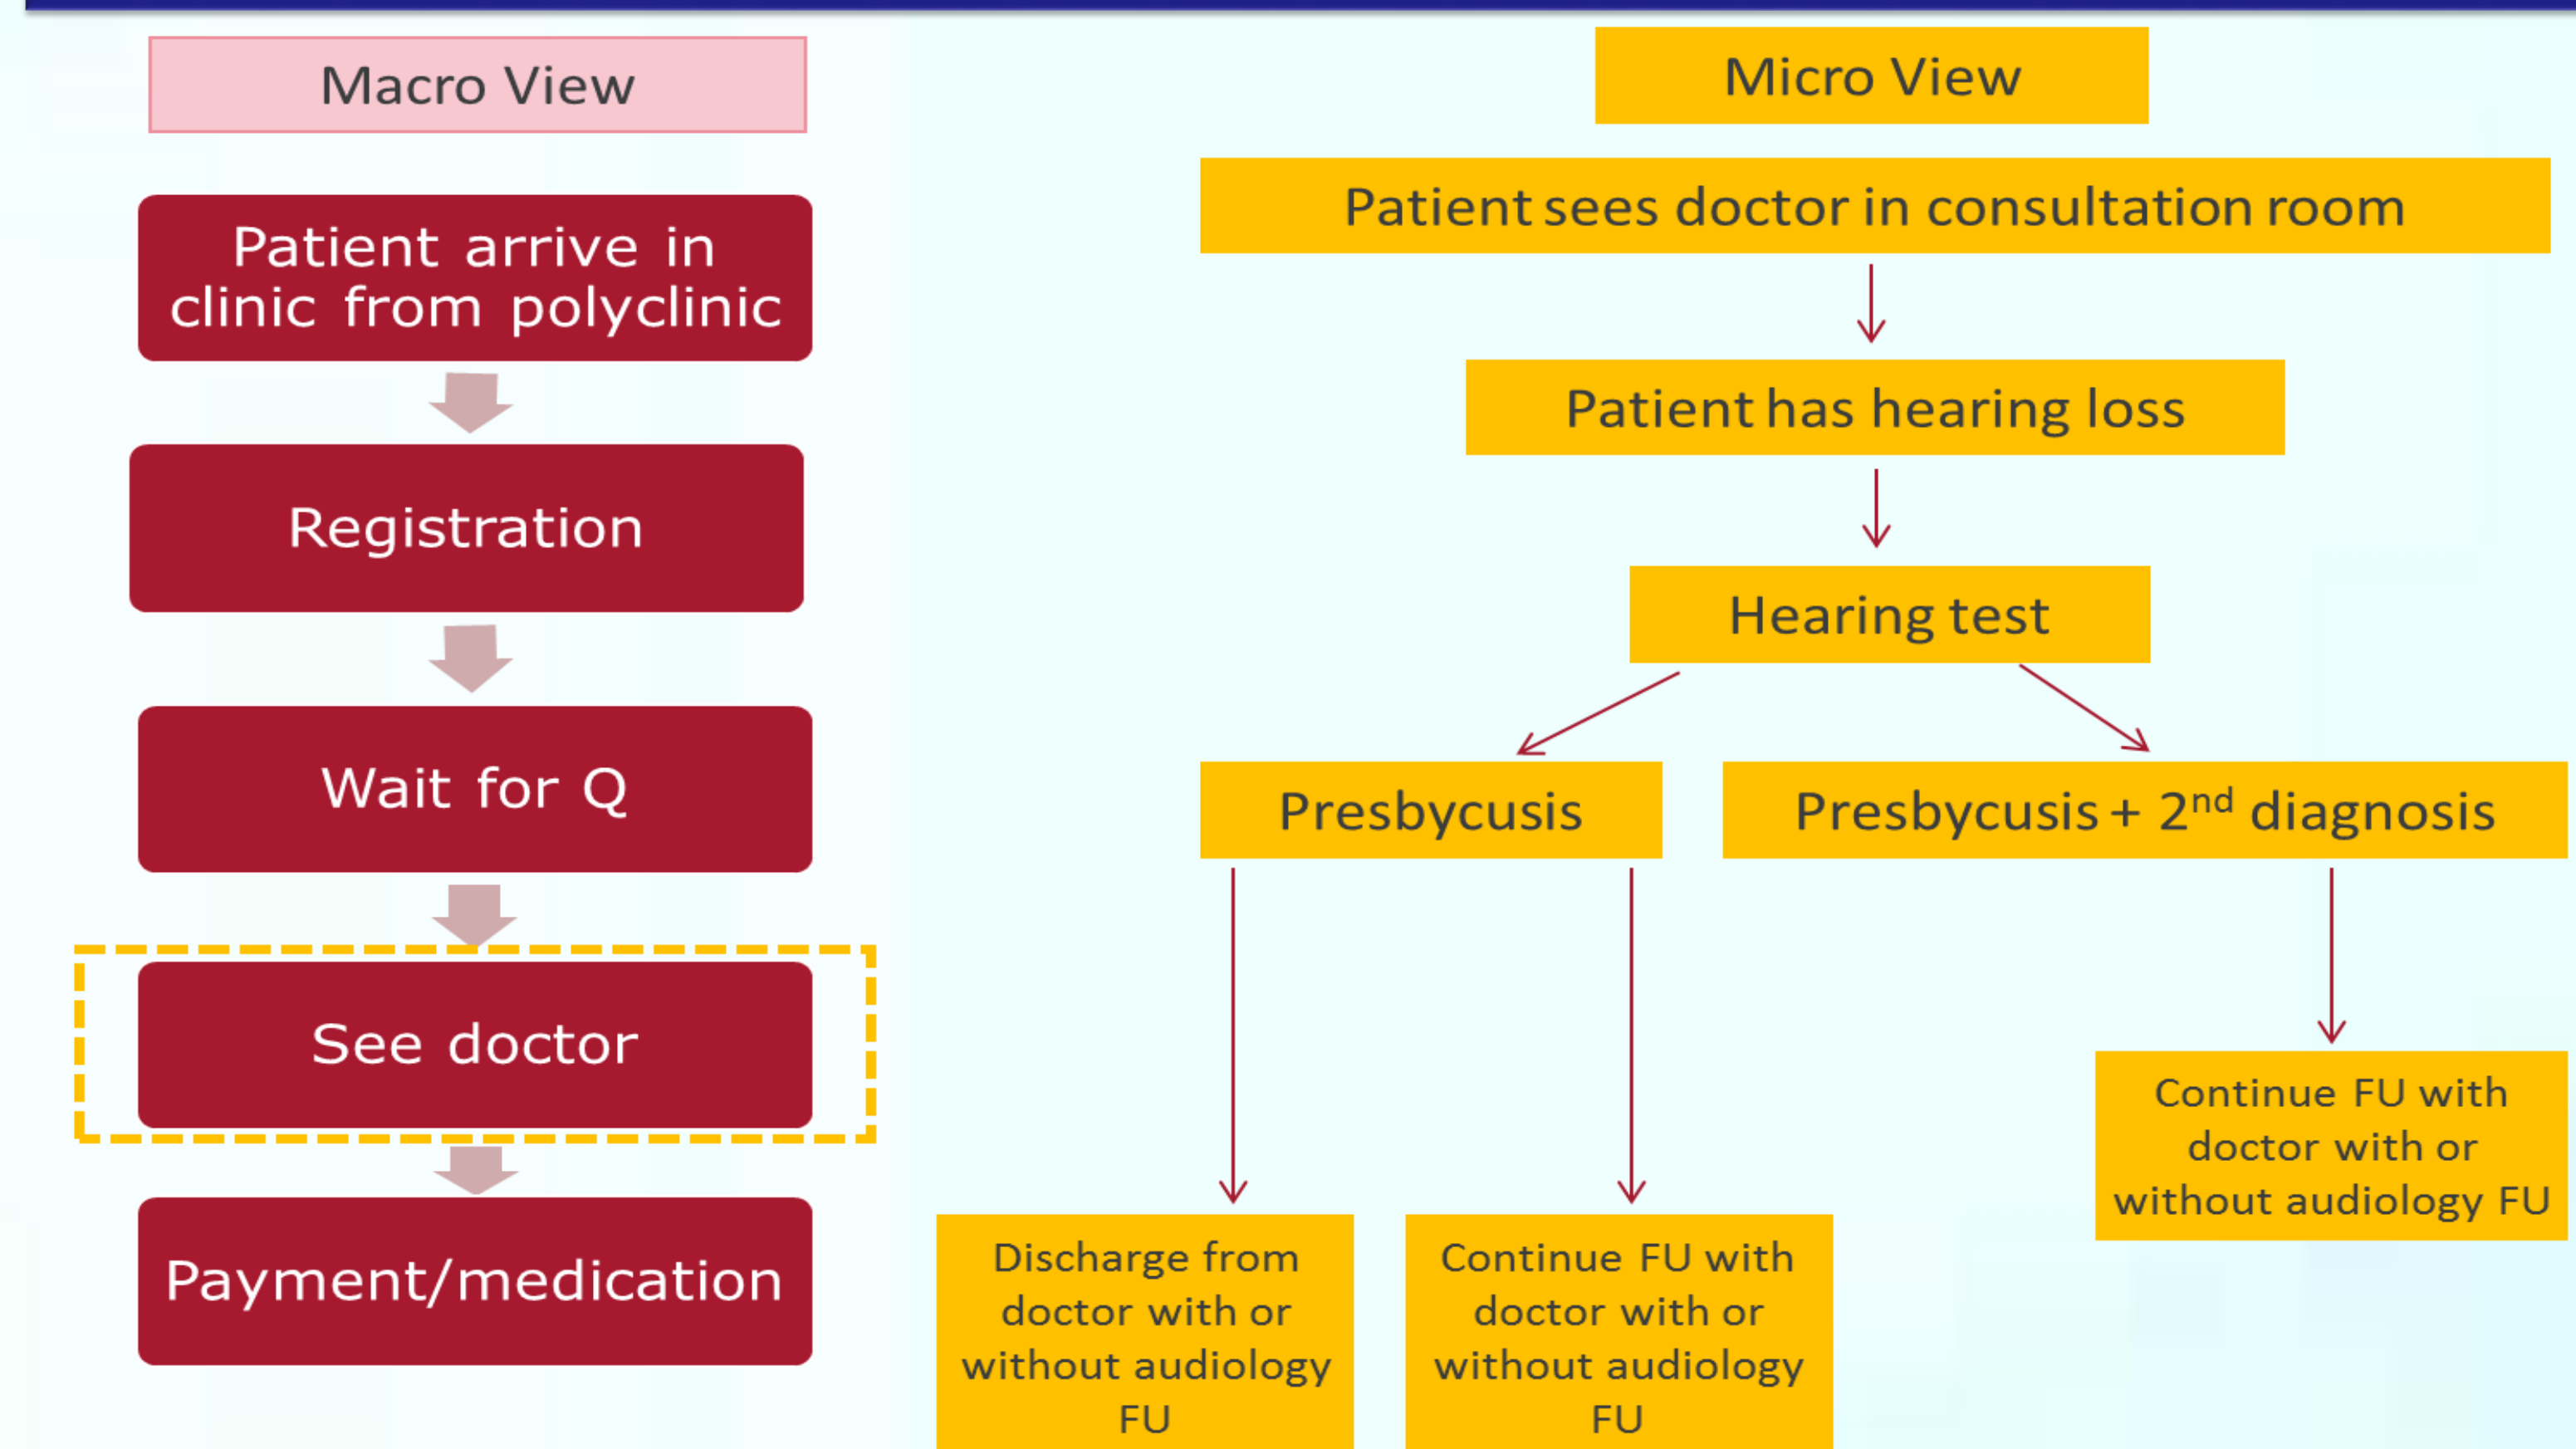 Macro View
Patient arrive in
clinic from polyclinic
Registration
Wait for Q
See doctor
Payment/medication
Micro View
Patient sees doctor in consultation room
Patient has hearing loss
Hearing test
Presbycusis
Presbycusis + 2nd diagnosis
Discharge from
doctor with or
without audiology
FU
Continue FU with
doctor with or
without audiology
FU
Continue FU with
doctor with or
without audiology FU